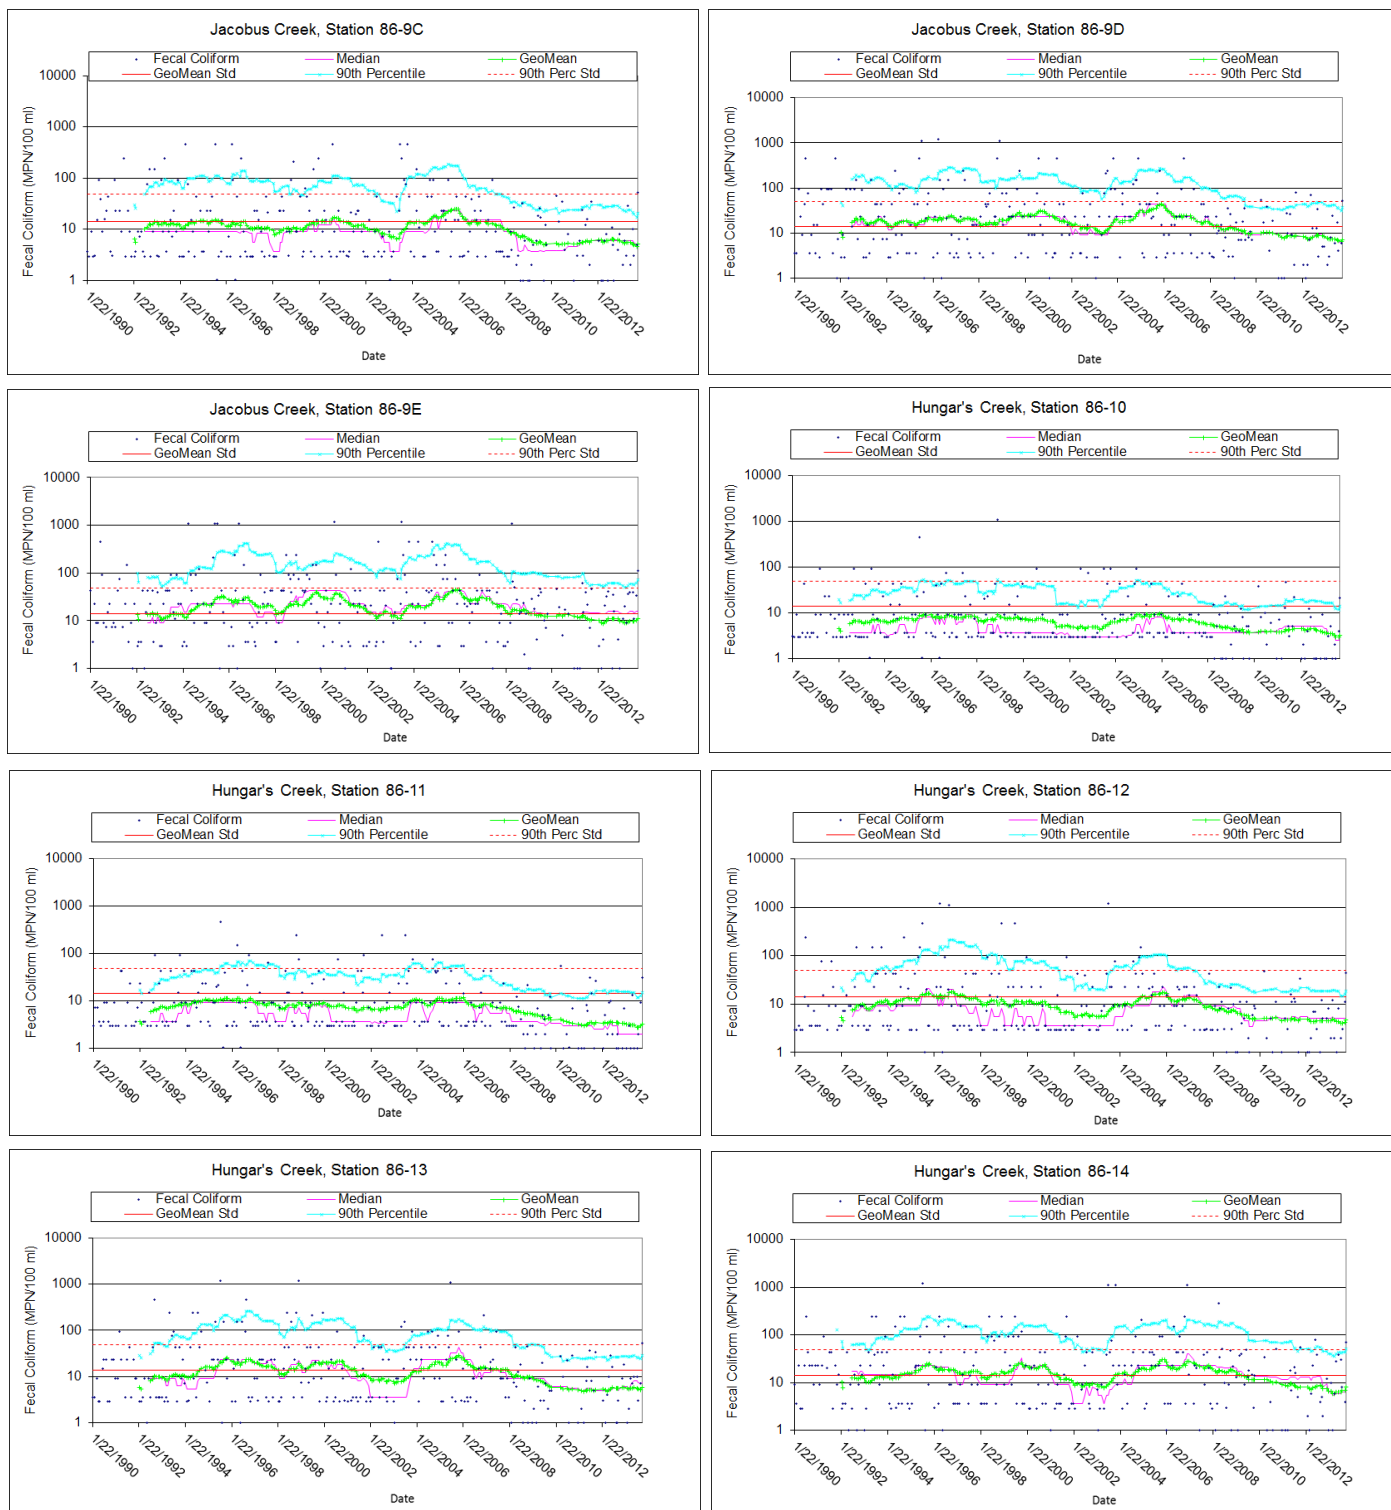 Jacobus Creek, Station 86-9C
Fecal Coliform Median GeoMean
GeoMean Std 90th Percentile 90th Perc Std
Fecal Coliform (MPN/100 ml)
10000
1000
100
10
1
1/22/1990 1/22/1992 1/22/1994 1/22/1996 1/22/1998 1/22/2000 1/22/2002 1/22/2004 1/22/2006 1/22/2008 1/22/2010 1/22/2012
Date
Jacobus Creek, Station 86-9D
Fecal Coliform Median GeoMean
GeoMean Std 90th Percentile 90th Perc Std
Fecal Coliform (MPN/100 ml)
10000
1000
100
10
1
1/22/1990 1/22/1992 1/22/1994 1/22/1996 1/22/1998 1/22/2000 1/22/2002 1/22/2004 1/22/2006 1/22/2008 1/22/2010 1/22/2012
Date
Jacobus Creek, Station 86-9E
Fecal Coliform Median GeoMean
GeoMean Std 90th Percentile 90th Perc Std
Fecal Coliform (MPN/100 ml)
10000
1000
100
10
1
1/22/1990 1/22/1992 1/22/1994 1/22/1996 1/22/1998 1/22/2000 1/22/2002 1/22/2004 1/22/2006 1/22/2008 1/22/2010 1/22/2012
Date
Hungar's Creek, Station 86-10
Fecal Coliform Median GeoMean
GeoMean Std 90th Percentile 90th Perc Std
Fecal Coliform (MPN/100 ml)
10000
1000
100
10
1
1/22/1990 1/22/1992 1/22/1994 1/22/1996 1/22/1998 1/22/2000 1/22/2002 1/22/2004 1/22/2006 1/22/2008 1/22/2010 1/22/2012
Date
Hungar's Creek, Station 86-11
Fecal Coliform Median GeoMean
GeoMean Std 90th Percentile 90th Perc Std
Fecal Coliform (MPN/100 ml)
10000
1000
100
10
1
1/22/1990 1/22/1992 1/22/1994 1/22/1996 1/22/1998 1/22/2000 1/22/2002 1/22/2004 1/22/2006 1/22/2008 1/22/2010 1/22/2012
Date
Hungar's Creek, Station 86-12
Fecal Coliform Median GeoMean
GeoMean Std 90th Percentile 90th Perc Std
Fecal Coliform (MPN/100 ml)
10000
1000
100
10
1
1/22/1990 1/22/1992 1/22/1994 1/22/1996 1/22/1998 1/22/2000 1/22/2002 1/22/2004 1/22/2006 1/22/2008 1/22/2010 1/22/2012
Date
Hungar's Creek, Station 86-13
Fecal Coliform Median GeoMean
GeoMean Std 90th Percentile 90th Perc Std
Fecal Coliform (MPN/100 ml)
10000
1000
100
10
1
1/22/1990 1/22/1992 1/22/1994 1/22/1996 1/22/1998 1/22/2000 1/22/2002 1/22/2004 1/22/2006 1/22/2008 1/22/2010 1/22/2012
Date
Hungar's Creek, Station 86-14
Fecal Coliform Median GeoMean
GeoMean Std 90th Percentile 90th Perc Std
Fecal Coliform (MPN/100 ml)
10000
1000
100
10
1
1/22/1990 1/22/1992 1/22/1994 1/22/1996 1/22/1998 1/22/2000 1/22/2002 1/22/2004 1/22/2006 1/22/2008 1/22/2010 1/22/2012
Date